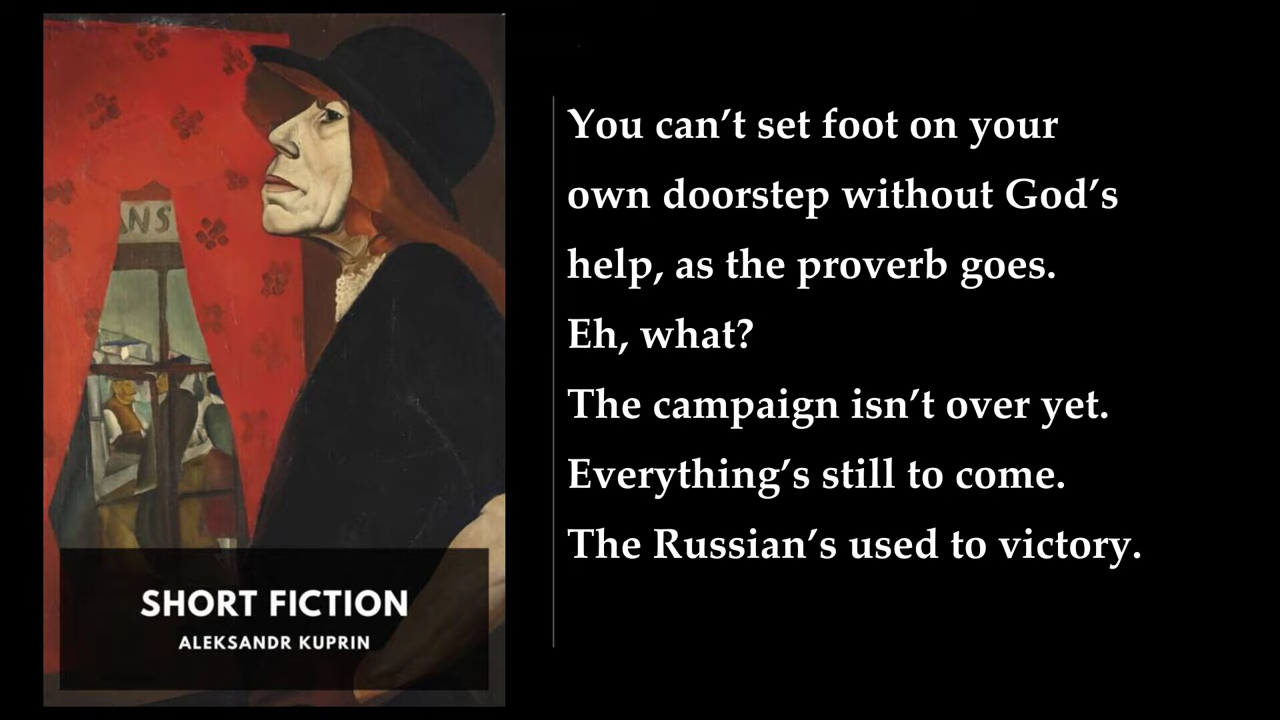 ANS
SHORT FICTION
ALEKSANDR KUPRIN
You can’t set foot on your
own doorstep without God’s
help, as the proverb goes.
Eh, what?
The campaign isn’t over yet.
Everything’s still to come.
The Russian’s used to victory.